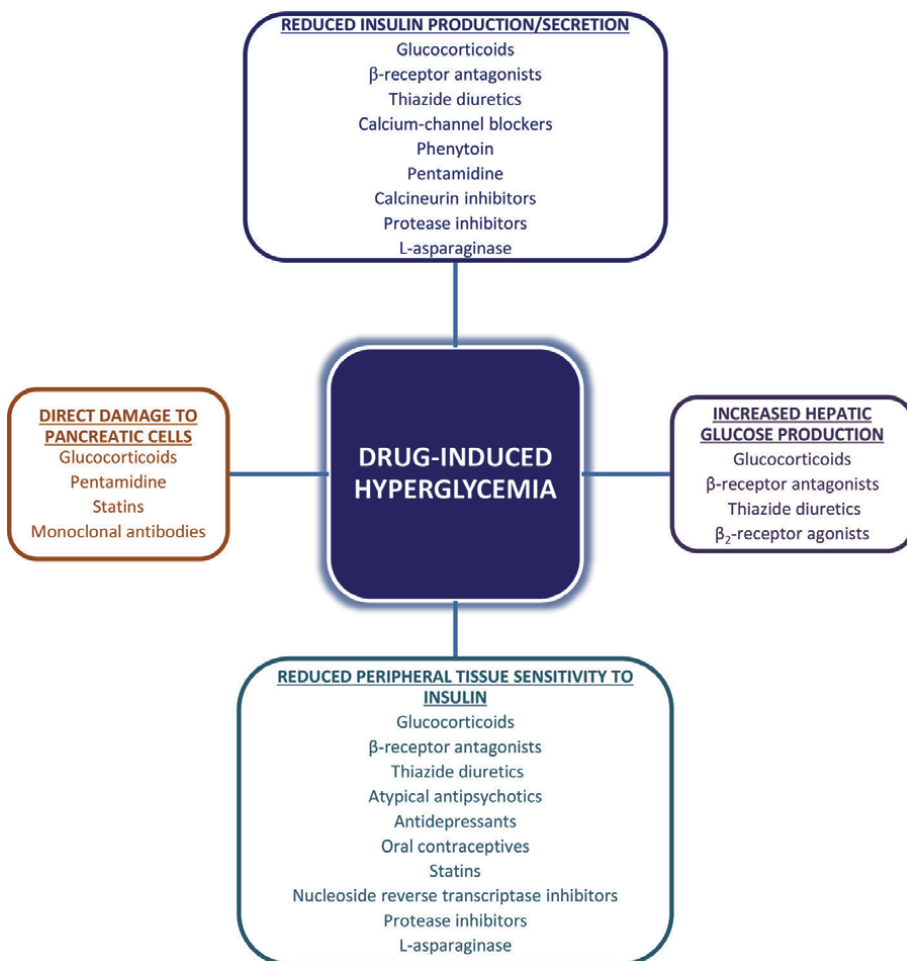 REDUCED INSULIN PRODUCTION/SECRETION
Glucocorticoids
β-receptor antagonists
Thiazide diuretics
Calcium-channel blockers
Phenytoin
Pentamidine
Calcineurin inhibitors
Protease inhibitors
L-asparaginase
DIRECT DAMAGE TO
PANCREATIC CELLS
Glucocorticoids
Pentamidine
Statins
Monoclonal antibodies
DRUG-INDUCED
HYPERGLYCEMIA
INCREASED HEPATIC
GLUCOSE PRODUCTION
Glucocorticoids
β-receptor antagonists
Thiazide diuretics
β₂-receptor agonists
REDUCED PERIPHERAL TISSUE SENSITIVITY TO
INSULIN
Glucocorticoids
β-receptor antagonists
Thiazide diuretics
Atypical antipsychotics
Antidepressants
Oral contraceptives
Statins
Nucleoside reverse transcriptase inhibitors
Protease inhibitors
L-asparaginase